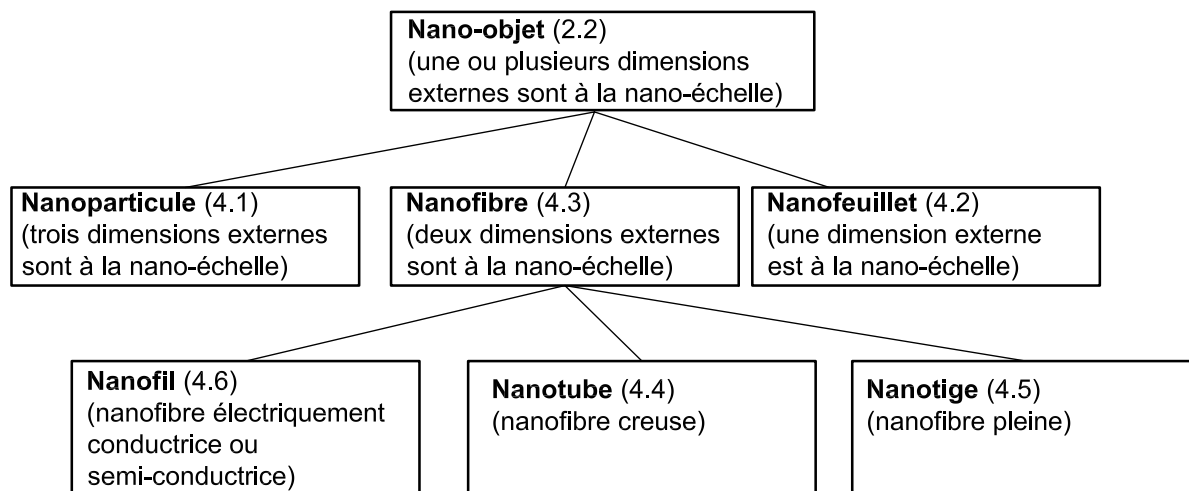 Nano-objet (2.2)
(une ou plusieurs dimensions
externes sont à la nano-échelle)
Nanoparticule (4.1)
(trois dimensions externes
sont à la nano-échelle)
Nanofibre (4.3)
(deux dimensions externes
sont à la nano-échelle)
Nanofeuillet (4.2)
(une dimension externe
est à la nano-échelle)
Nanofil (4.6)
(nanofibre électriquement
conductrice ou
semi-conductrice)
Nanotube (4.4)
(nanofibre creuse)
Nanotige (4.5)
(nanofibre pleine)